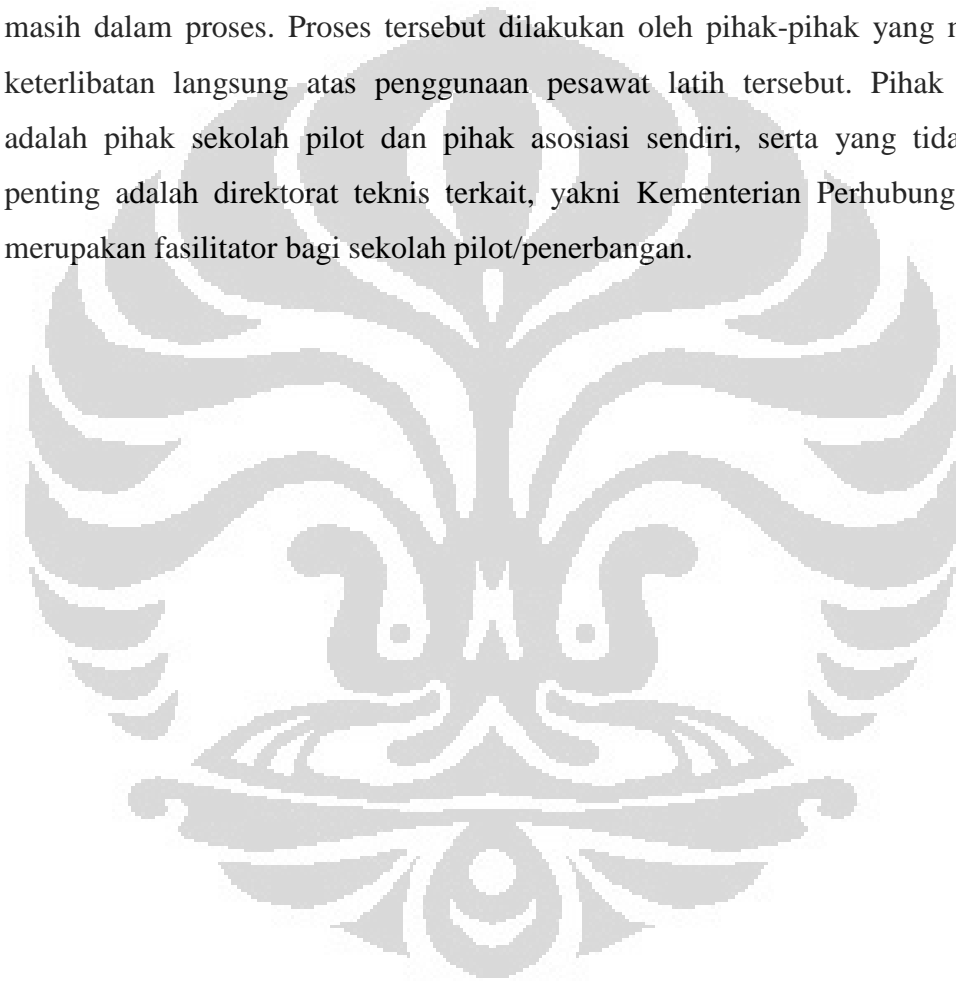 masih dalam proses. Proses tersebut dilakukan oleh pihak-pihak yang
keterlibatan langsung atas penggunaan pesawat latih tersebut. Pihak
adalah pihak sekolah pilot dan pihak asosiasi sendiri, serta yang
penting adalah direktorat teknis terkait, yakni Kementerian
merupakan fasilitator bagi sekolah pilot/penerbangan.